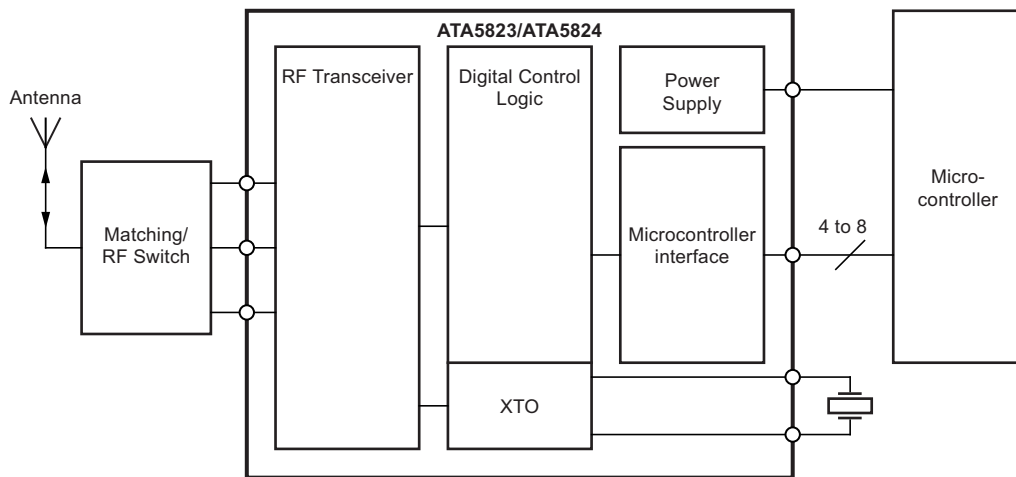 ATA5823/ATA5824
RF Transceiver
Digital Control
Logic
Power
Supply
Antenna
Micro-
controller
Matching/
RF Switch
Microcontroller
interface
4 to 8
XTO